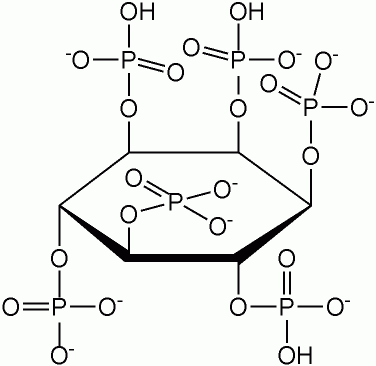 OH OH
⁻O P O O P O⁻ O⁻
O P O⁻
O O
O O
O P O⁻
O O⁻
O O
O P O⁻ O P O⁻
O⁻ OH